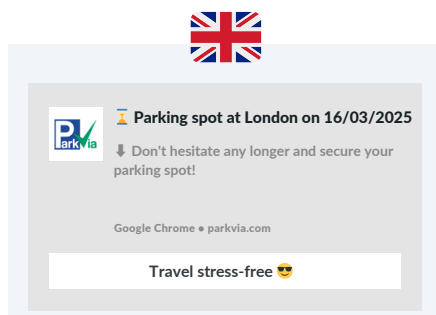 ⏳ Parking spot at London on 16/03/2025
ParkVia
⬇ Don't hesitate any longer and secure your
parking spot!
Google Chrome • parkvia.com
Travel stress-free 😎